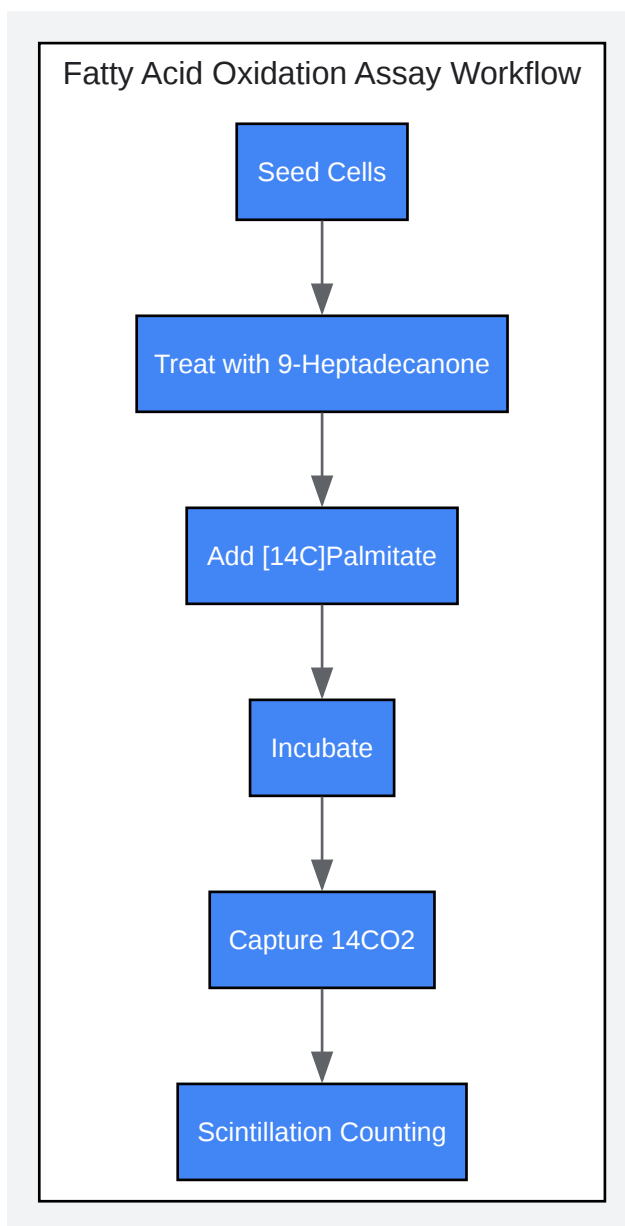 Fatty Acid Oxidation Assay Workflow
Seed Cells
Treat with 9-Heptadecanone
Add [14C]Palmitate
Incubate
Capture 14CO2
Scintillation Counting